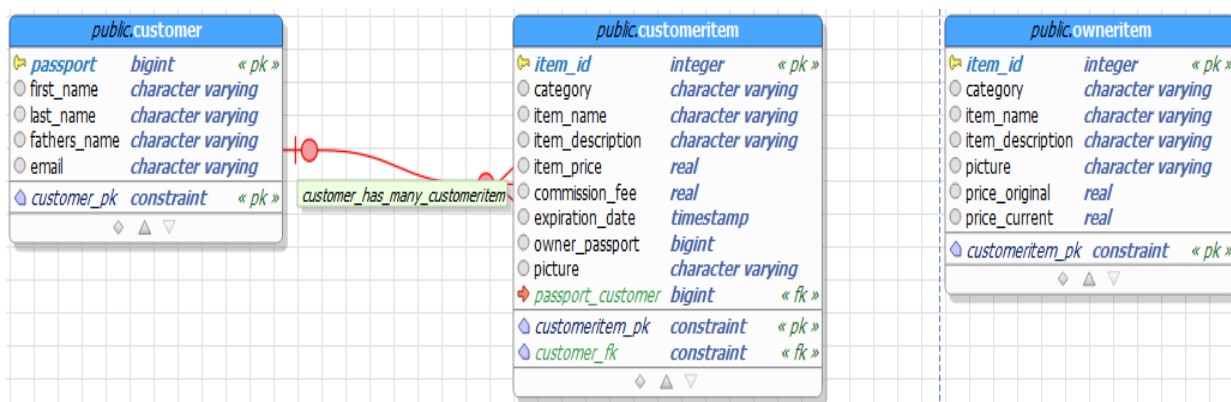 public.customer
passport bigint « pk »
first_name character varying
last_name character varying
fathers_name character varying
email character varying
customer_pk constraint « pk »
customer_has_many_customeritem
public.customeritem
item_id integer « pk »
category character varying
item_name character varying
item_description character varying
item_price real
commission_fee real
expiration_date timestamp
owner_passport bigint
picture character varying
passport_customer bigint « fk »
customeritem_pk constraint « pk »
customer_fk constraint « fk »
public.owneritem
item_id integer « pk »
category character varying
item_name character varying
item_description character varying
picture character varying
price_original real
price_current real
customeritem_pk constraint « pk »